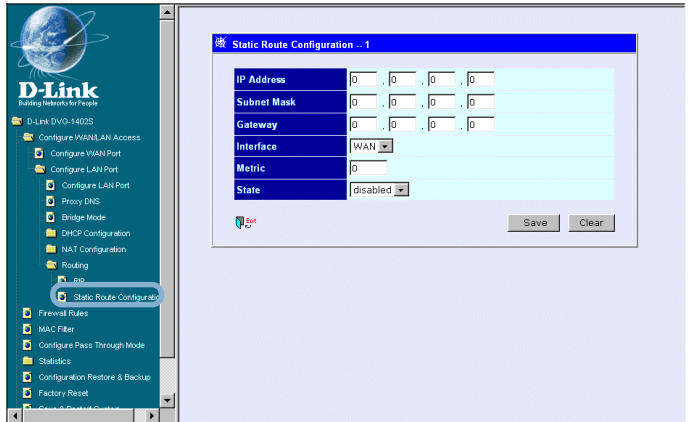 D-Link
Building Networks for People
D-Link DVG-1402S
Configure WAN/LAN Access
Configure WAN Port
Configure LAN Port
Configure LAN Port
Proxy DNS
Bridge Mode
DHCP Configuration
NAT Configuration
Routing
RIP
Static Route Configuratio
Firewall Rules
MAC Filter
Configure Pass Through Mode
Statistics
Configuration Restore & Backup
Factory Reset
Save & Restart System
Static Route Configuration -- 1
IP Address 0 . 0 . 0 . 0
Subnet Mask 0 . 0 . 0 . 0
Gateway 0 . 0 . 0 . 0
Interface WAN
Metric 0
State disabled
Exit
Save Clear